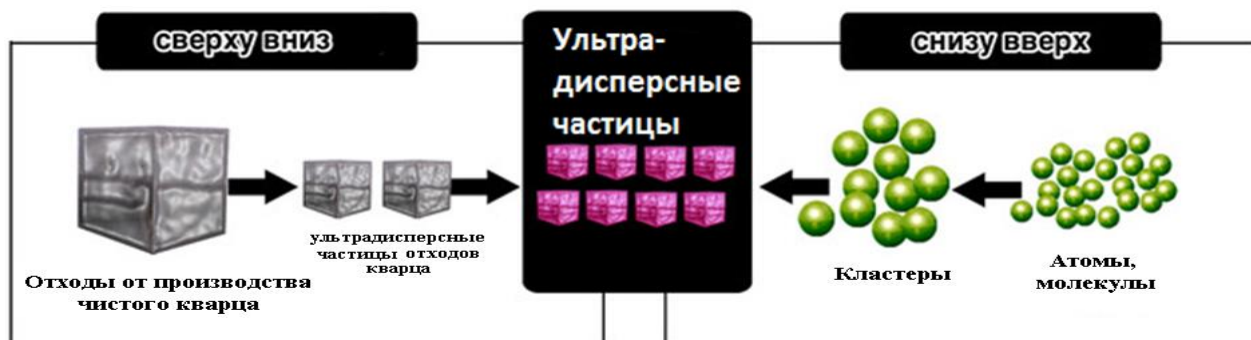 сверху вниз
Ультра-
дисперсные
частицы
снизу вверх
ультрадисперсные
частицы отходов
кварца
Отходы от производства
чистого кварца
Кластеры
Атомы,
молекулы